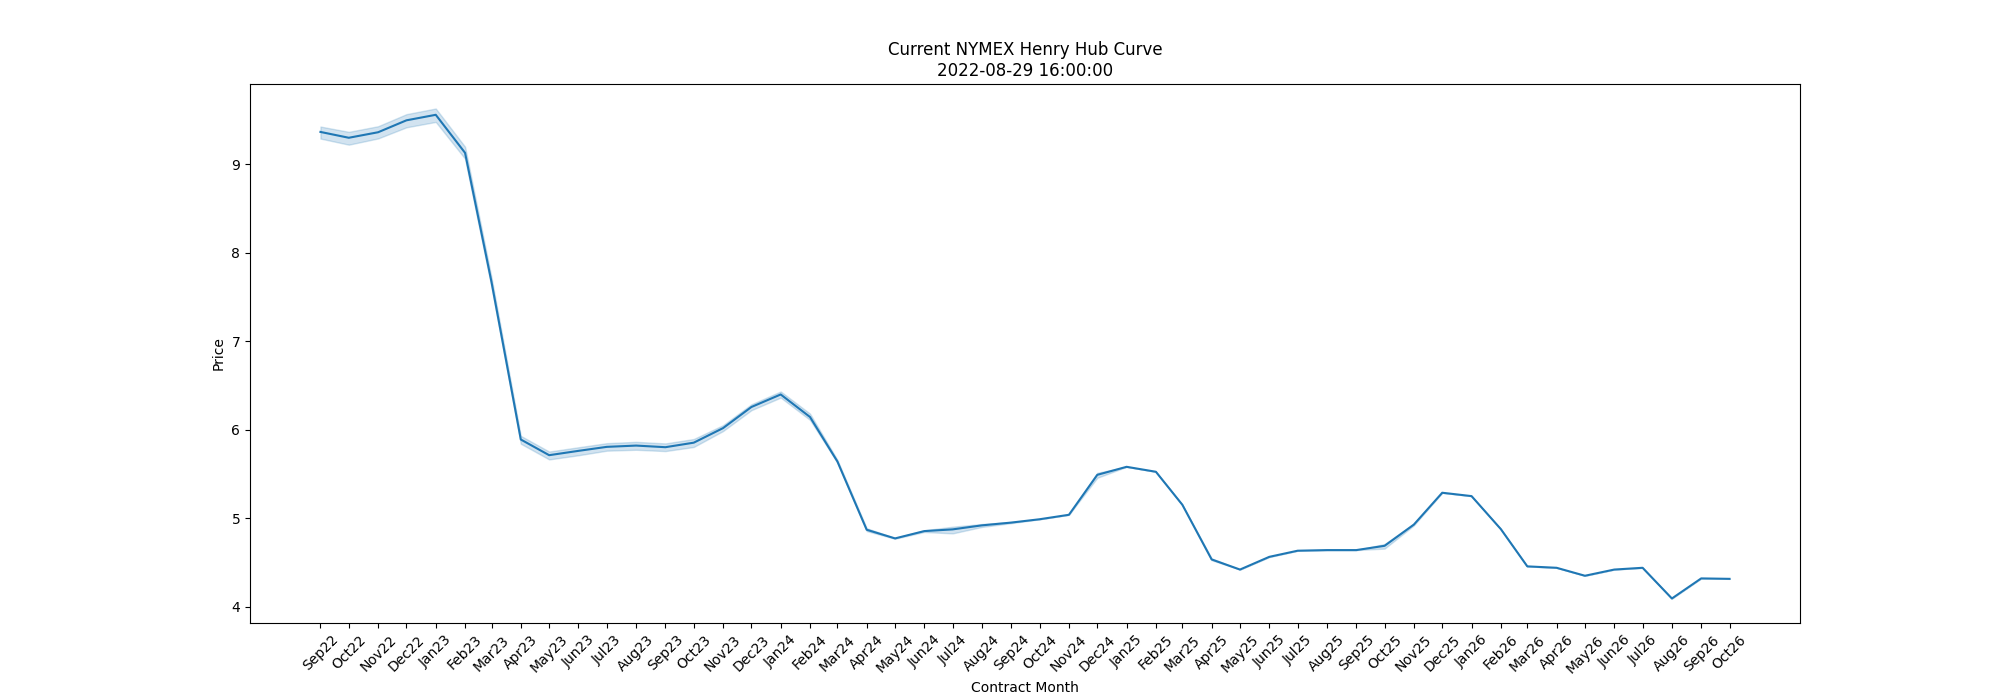 Current NYMEX Henry Hub Curve
2022-08-29 16:00:00
9
8
7
6
5
4
Price
Sep22 Oct22 Nov22 Dec22 Jan23 Feb23 Mar23 Apr23 May23 Jun23 Jul23 Aug23 Sep23 Oct23 Nov23 Dec23 Jan24 Feb24 Mar24 Apr24 May24 Jun24 Jul24 Aug24 Sep24 Oct24 Nov24 Dec24 Jan25 Feb25 Mar25 Apr25 May25 Jun25 Jul25 Aug25 Sep25 Oct25 Nov25 Dec25 Jan26 Feb26 Mar26 Apr26 May26 Jun26 Jul26 Aug26 Sep26 Oct26
Contract Month